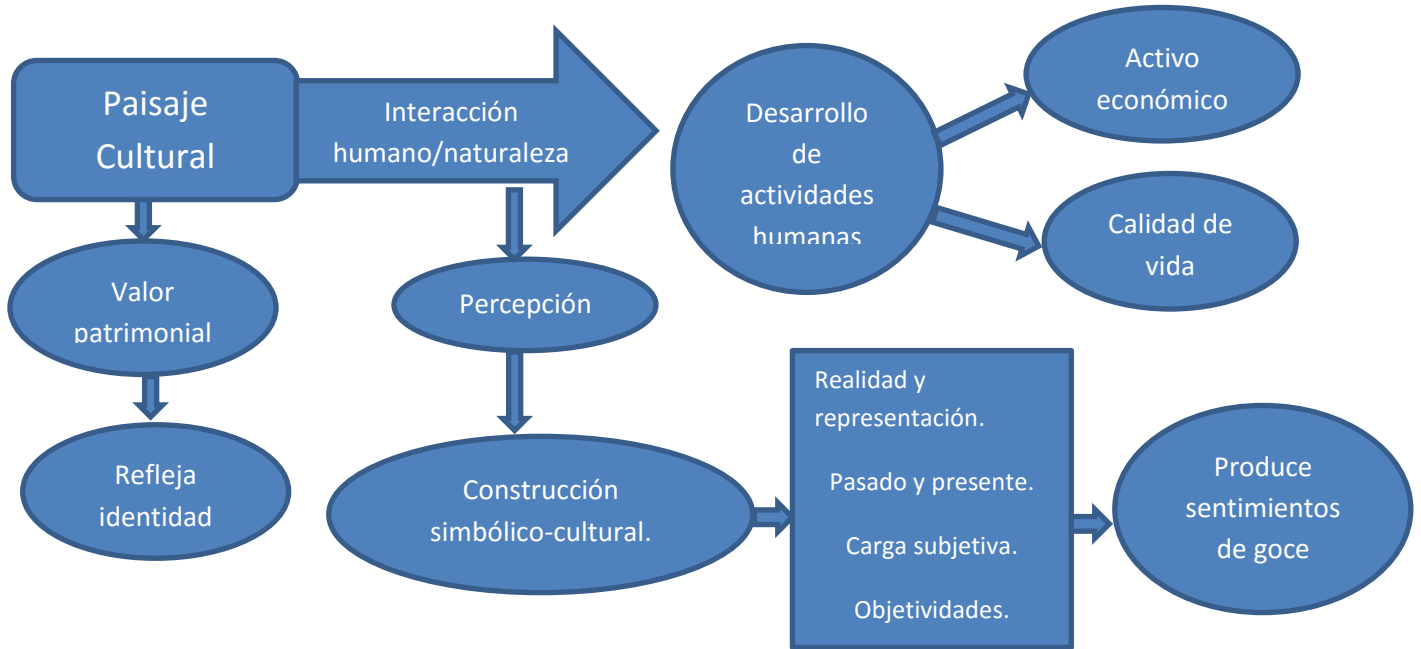 Paisaje
Cultural
Interacción
humano/naturaleza
Desarrollo
de
actividades
humanas
Activo
económico
Calidad de
vida
Valor
patrimonial
Percepción
Refleja
identidad
Construcción
simbólico-cultural.
Realidad y
representación.
Pasado y presente.
Carga subjetiva.
Objetividades.
Produce
sentimientos
de goce